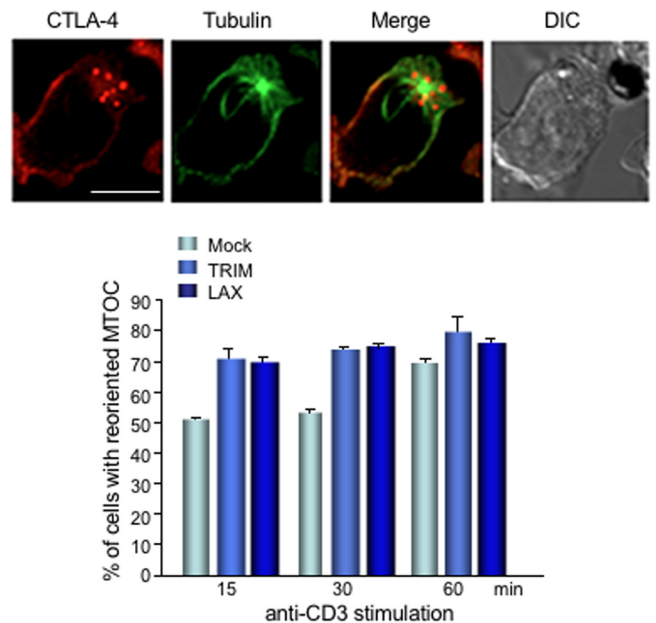 CTLA-4 Tubulin Merge DIC
Mock
TRIM
LAX
% of cells with reoriented MTOC
90
80
70
60
50
40
30
20
10
0
15 30 60 min
anti-CD3 stimulation